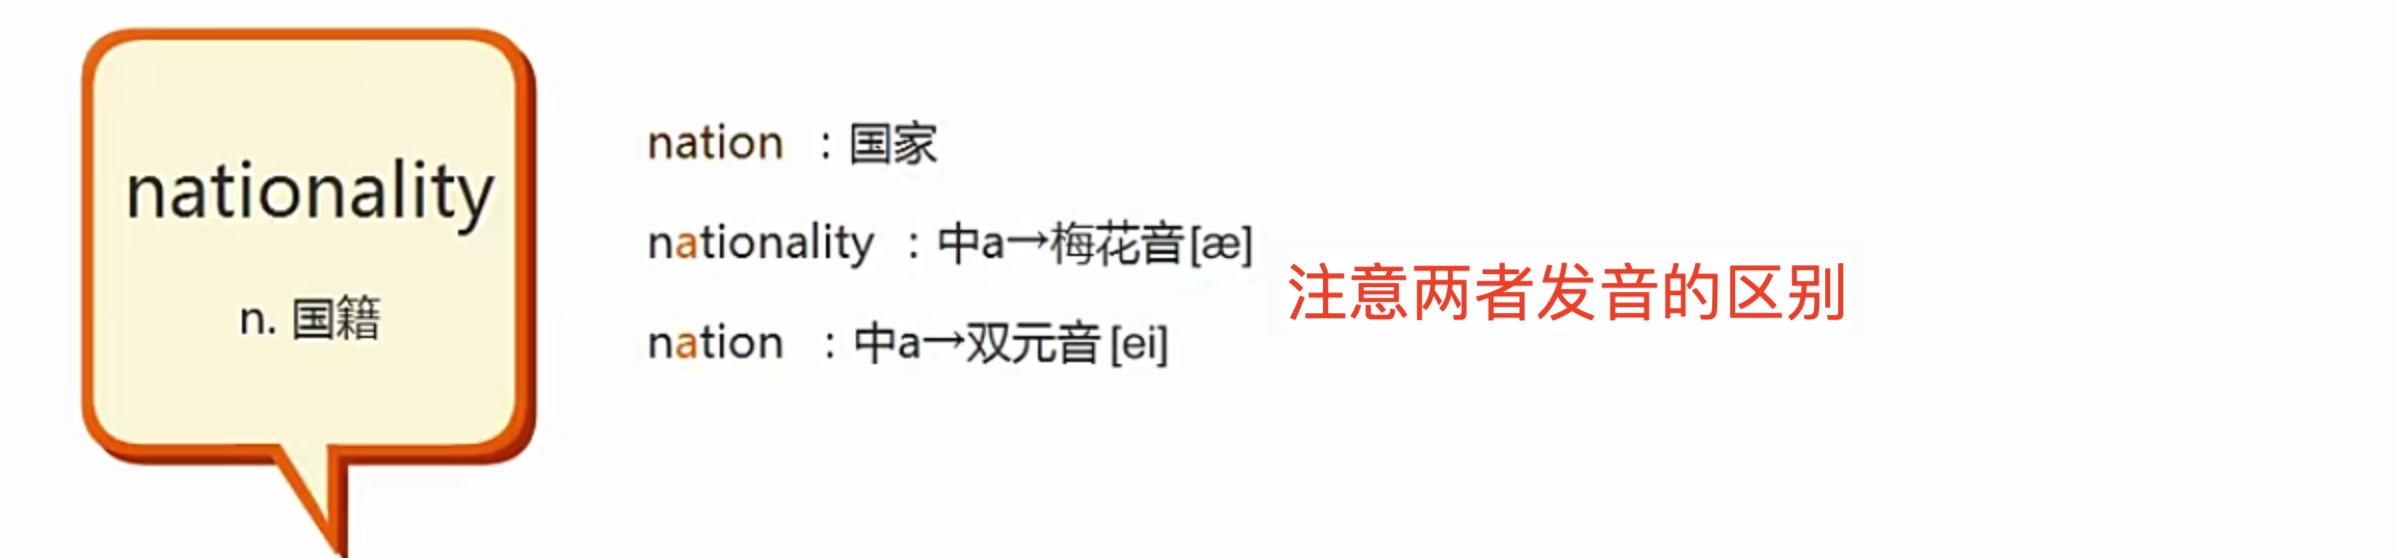 nationality
n. 国籍
nation ：国家
nationality ：中a→梅花音[æ]
注意两者发音的区别
nation ：中a→双元音 [ei]